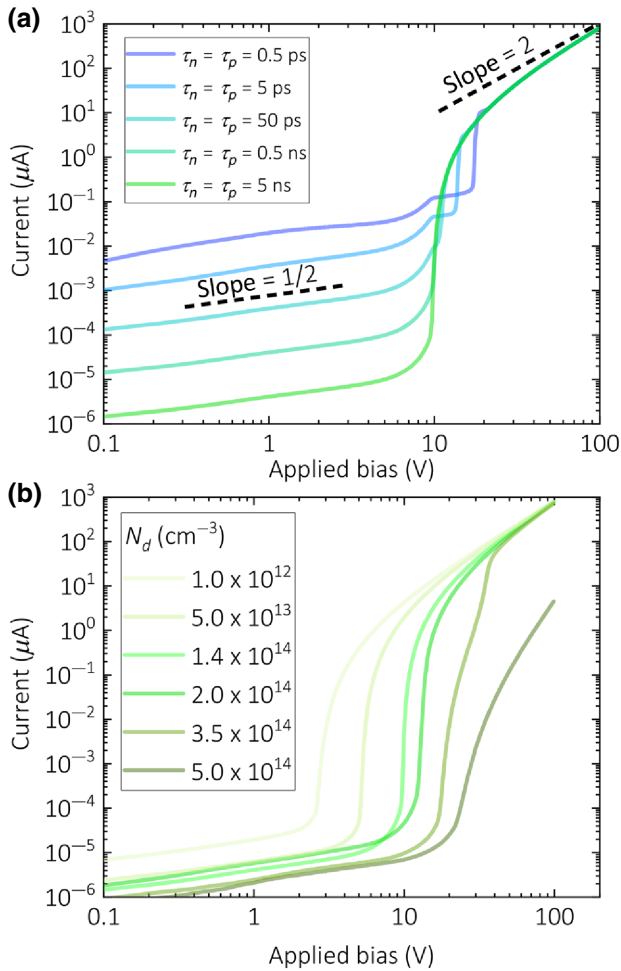 (a)
10³
10²
10¹
10⁰
10⁻¹
10⁻²
10⁻³
10⁻⁴
10⁻⁵
10⁻⁶
Current (μA)
τn = τp = 0.5 ps
τn = τp = 5 ps
τn = τp = 50 ps
τn = τp = 0.5 ns
τn = τp = 5 ns
Slope = 2
Slope = 1/2
0.1 1 10 100
Applied bias (V)
(b)
10³
10²
10¹
10⁰
10⁻¹
10⁻²
10⁻³
10⁻⁴
10⁻⁵
10⁻⁶
Current (μA)
Nd (cm⁻³)
1.0 x 10¹²
5.0 x 10¹³
1.4 x 10¹⁴
2.0 x 10¹⁴
3.5 x 10¹⁴
5.0 x 10¹⁴
0.1 1 10 100
Applied bias (V)